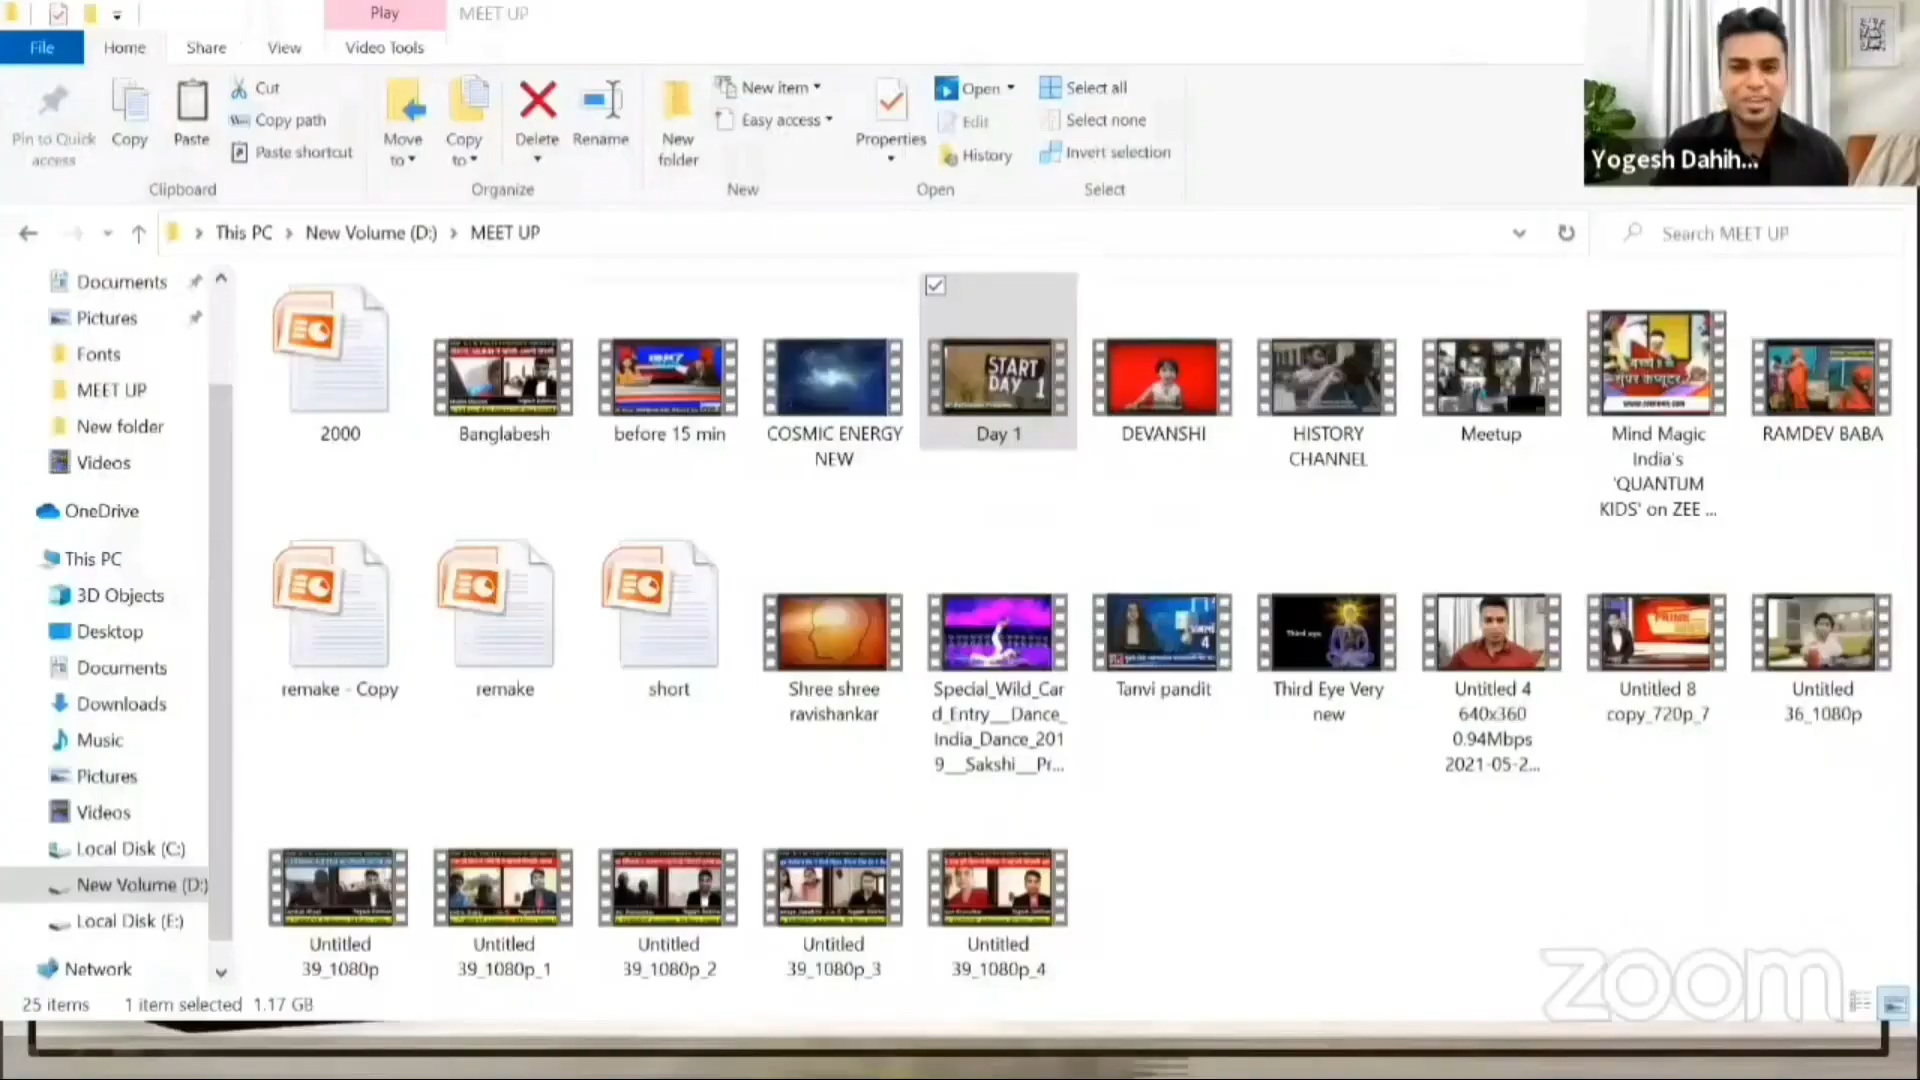 Play
MEET UP
File
Home
Share
View
Video Tools
Pin to Quick
access
Copy
Paste
Cut
Copy path
Paste shortcut
Clipboard
Move
to
Copy
to
Delete
Rename
Organize
New
folder
New item
Easy access
New
Properties
Open
Edit
History
Open
Select all
Select none
Invert selection
Select
Yogesh Dahih...
This PC
New Volume (D:)
MEET UP
Search MEET UP
Documents
Pictures
Fonts
MEET UP
New folder
Videos
OneDrive
This PC
3D Objects
Desktop
Documents
Downloads
Music
Pictures
Videos
Local Disk (C:)
New Volume (D:)
Local Disk (E:)
Network
START
DAY 1
2000
Banglabesh
before 15 min
COSMIC ENERGY
NEW
Day 1
DEVANSHI
HISTORY
CHANNEL
Meetup
Mind Magic
India's
'QUANTUM
KIDS' on ZEE ...
RAMDEV BABA
Third eye
remake - Copy
remake
short
Shree shree
ravishankar
Special_Wild_Car
d_Entry__Dance_
India_Dance_201
9__Sakshi__Pr...
Tanvi pandit
Third Eye Very
new
Untitled 4
640x360
0.94Mbps
2021-05-2...
Untitled 8
copy_720p_7
Untitled
36_1080p
Untitled
39_1080p
Untitled
39_1080p_1
Untitled
39_1080p_2
Untitled
39_1080p_3
Untitled
39_1080p_4
25 items
1 item selected
1.17 GB
zoom